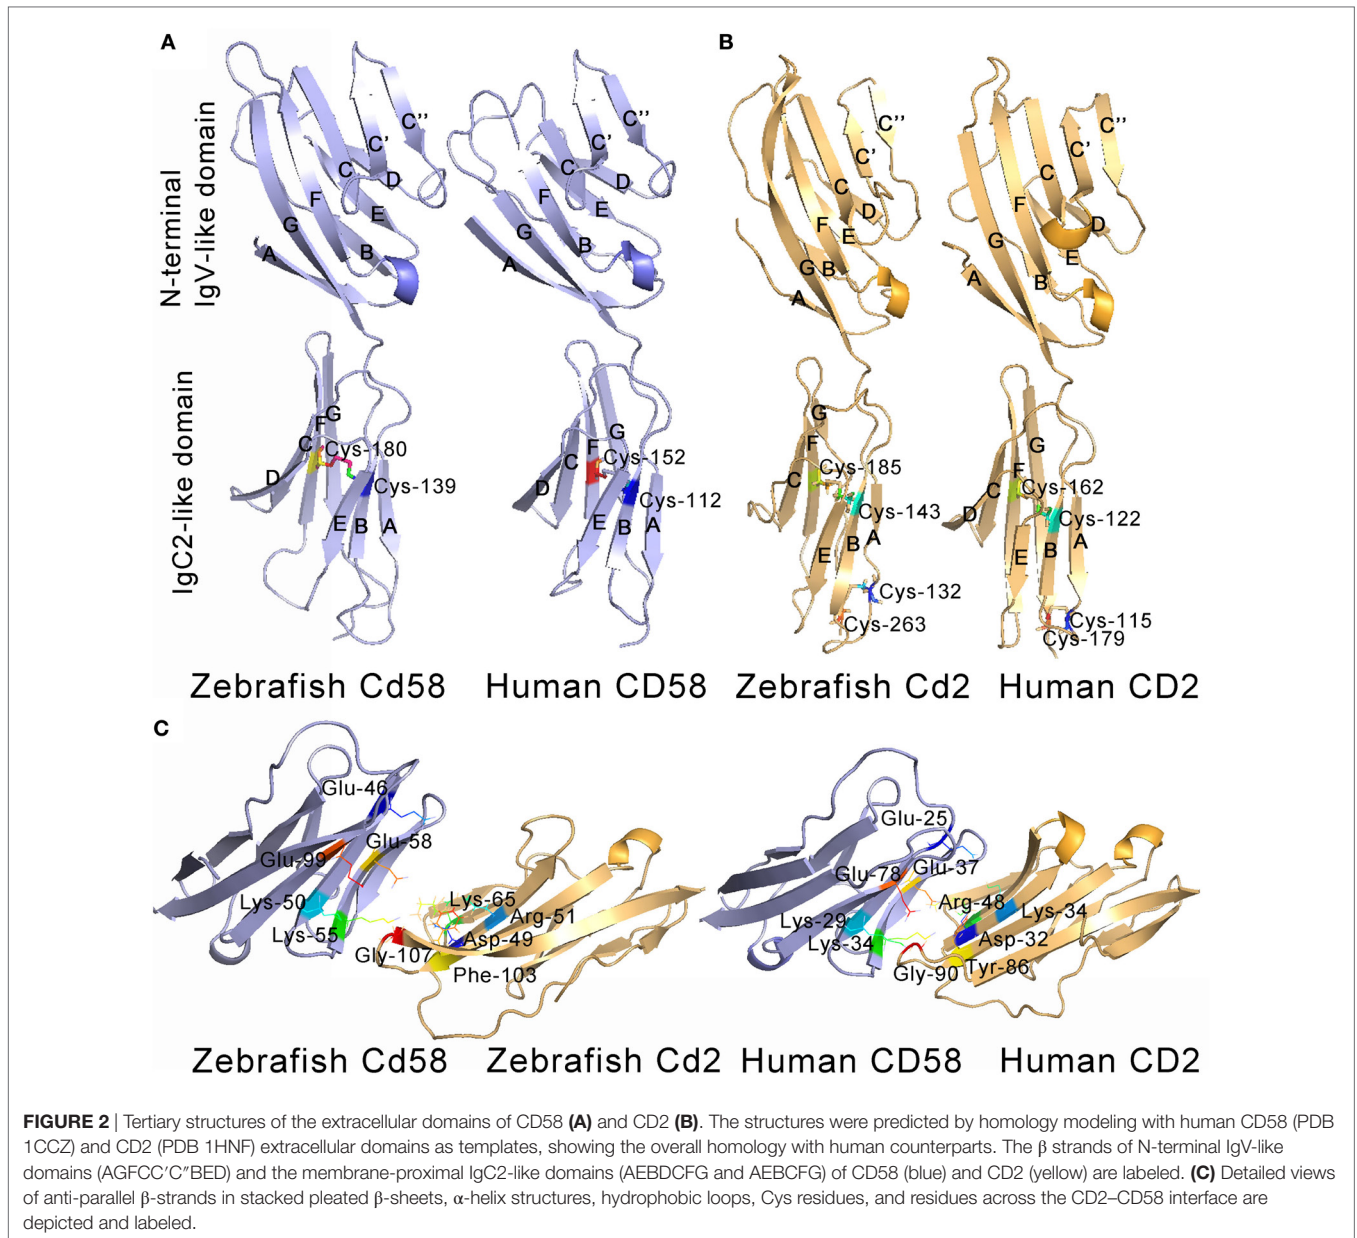 A
B
N-terminal
IgV-like domain
C
C'
C''
D
E
F
G
A
B
C
C'
C''
D
E
F
G
A
B
C
C'
C''
D
E
F
G
B
A
C
C'
C''
D
E
F
G
B
A
IgC2-like domain
G
F
C
Cys-180
D
Cys-139
E
B
A
G
F
Cys-152
C
D
Cys-112
E
B
A
G
F
Cys-185
C
Cys-143
A
B
E
Cys-132
Cys-263
G
F
Cys-162
C
D
Cys-122
A
B
E
Cys-115
Cys-179
Zebrafish Cd58 Human CD58 Zebrafish Cd2 Human CD2
C
Glu-46
Glu-58
Glu-99
Lys-50
Lys-55
Lys-65
Arg-51
Asp-49
Gly-107
Phe-103
Glu-25
Glu-37
Glu-78
Arg-48
Lys-34
Lys-29
Asp-32
Lys-34
Gly-90
Tyr-86
Zebrafish Cd58 Zebrafish Cd2 Human CD58 Human CD2
FIGURE 2 | Tertiary structures of the extracellular domains of CD58 (A) and CD2 (B). The structures were predicted by homology modeling with human CD58 (PDB
1CCZ) and CD2 (PDB 1HNF) extracellular domains as templates, showing the overall homology with human counterparts. The β strands of N-terminal IgV-like
domains (AGFCC′C″BED) and the membrane-proximal IgC2-like domains (AEBDCFG and AEBCFG) of CD58 (blue) and CD2 (yellow) are labeled. (C) Detailed views
of anti-parallel β-strands in stacked pleated β-sheets, α-helix structures, hydrophobic loops, Cys residues, and residues across the CD2–CD58 interface are
depicted and labeled.